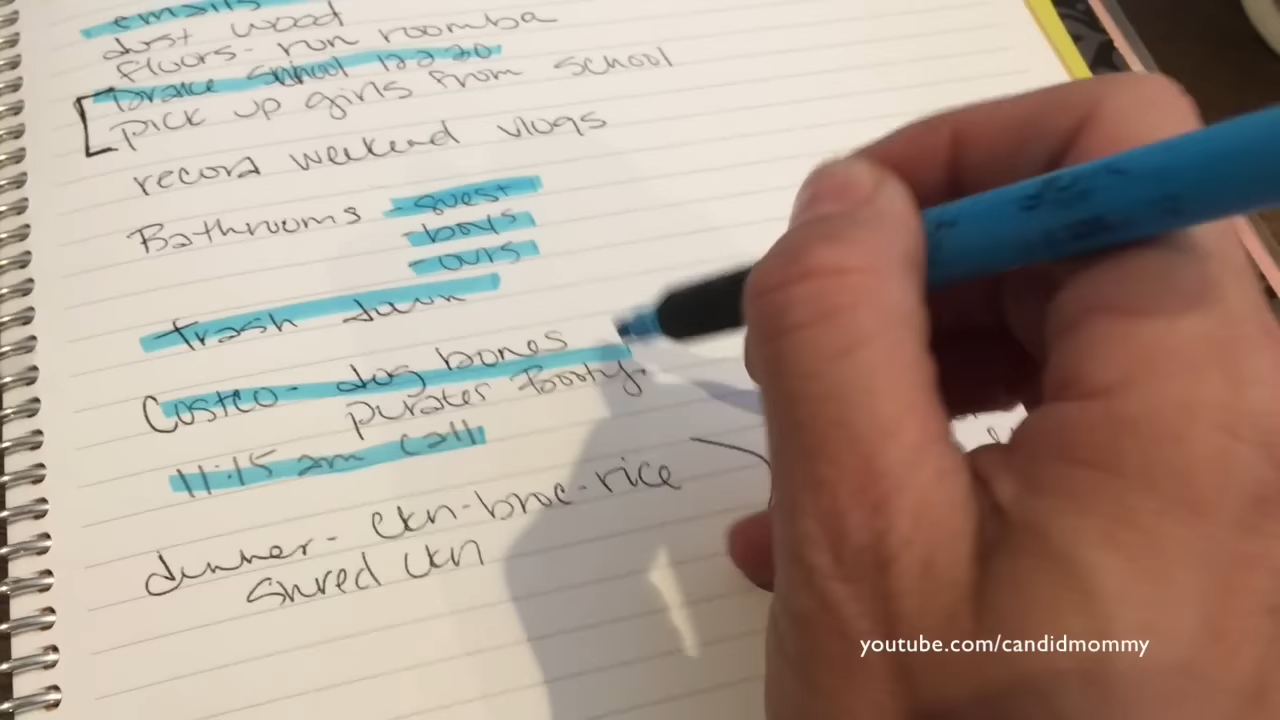 emails
dust wood
floors - run roomba
Drake school 12:20
pick up girls from school
record weekend vlogs
Bathrooms - guest
- boys
- ours
trash down
Costco - dog bones
pirates Booty.
11:15 am call
dinner - ckn - broc - rice
shred ckn
youtube.com/candidmommy